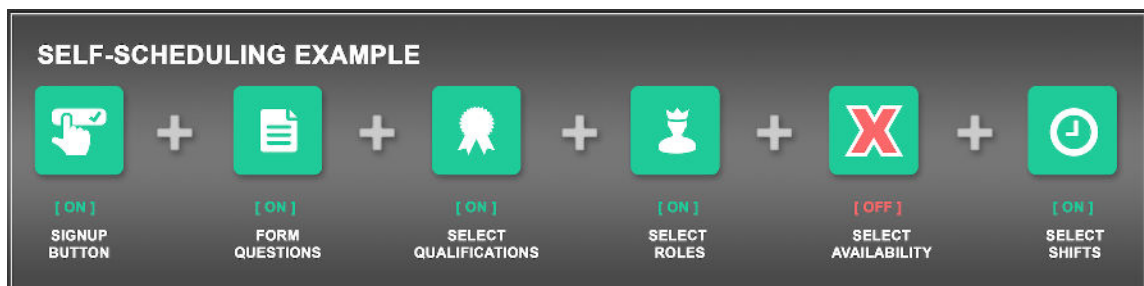 SELF-SCHEDULING EXAMPLE
[ ON ]
SIGNUP
BUTTON
[ ON ]
FORM
QUESTIONS
[ ON ]
SELECT
QUALIFICATIONS
[ ON ]
SELECT
ROLES
[ OFF ]
SELECT
AVAILABILITY
[ ON ]
SELECT
SHIFTS